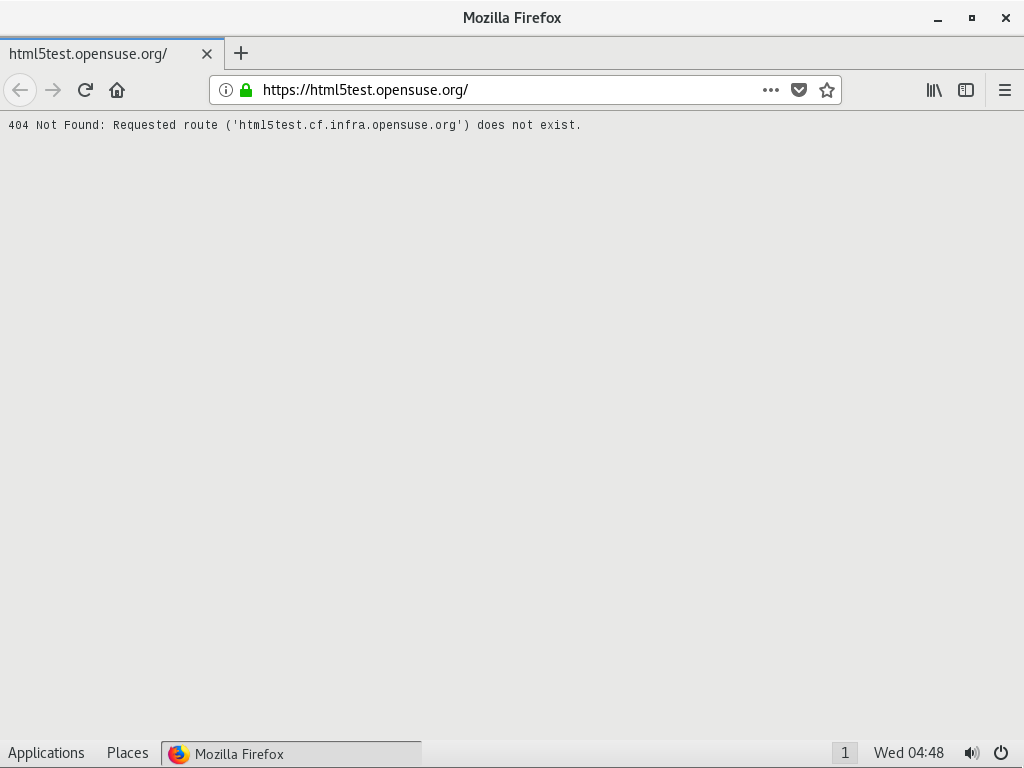 Mozilla Firefox
html5test.opensuse.org/
https://html5test.opensuse.org/
404 Not Found: Requested route ('html5test.cf.infra.opensuse.org') does not exist.
Applications Places Mozilla Firefox 1 Wed 04:48